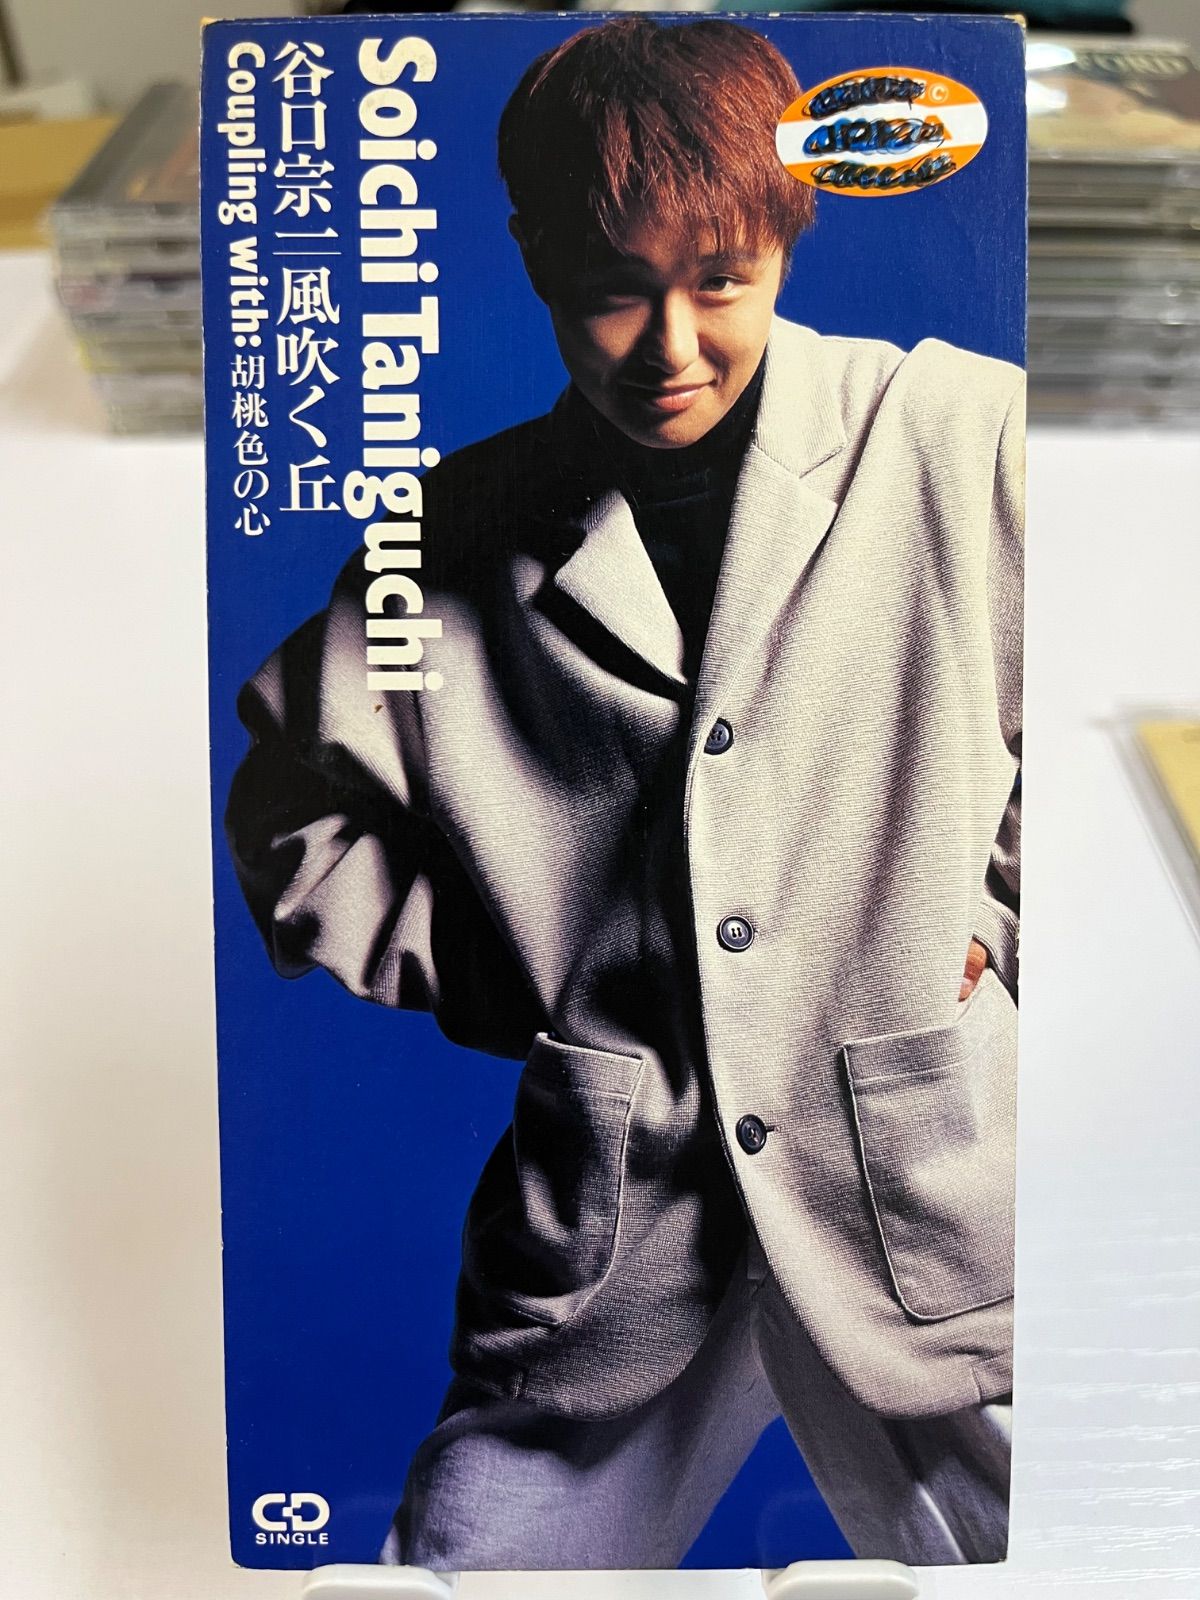 Soichi Taniguchi
谷口宗一 風吹く丘
Coupling with: 胡桃色の心
©
CD
SINGLE